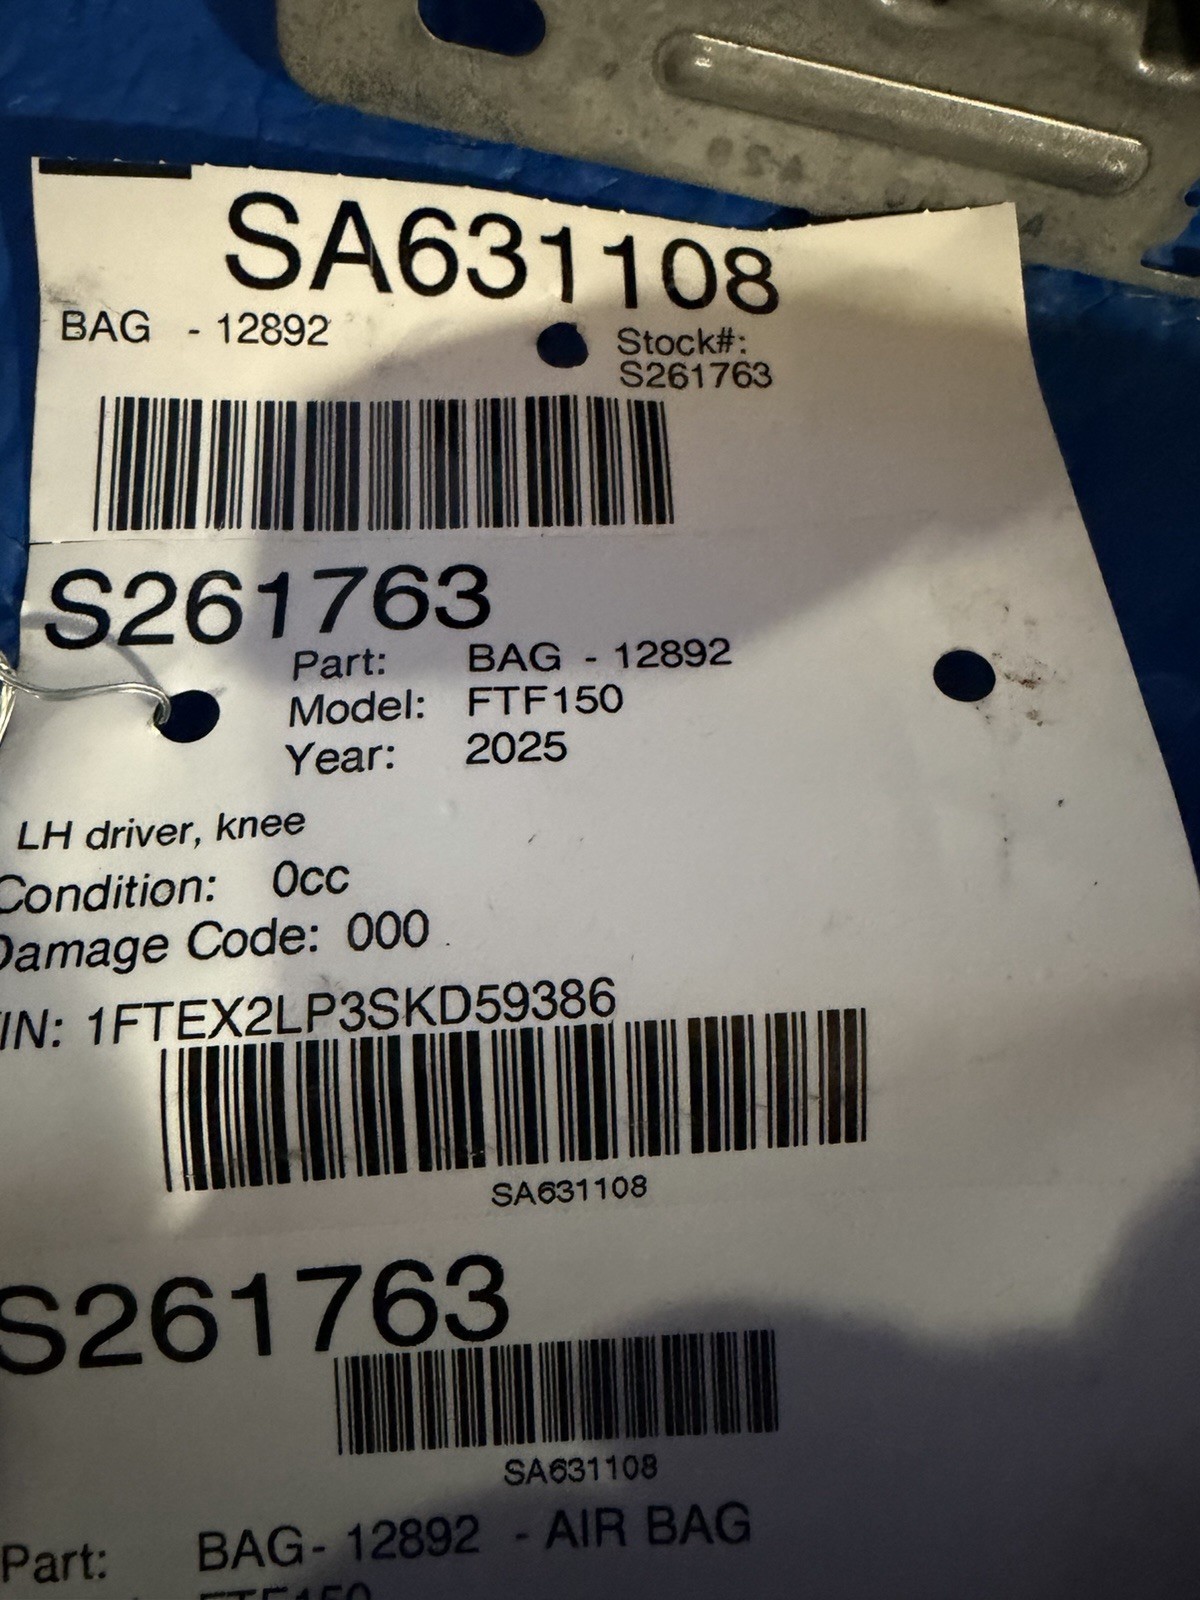 SA631108
BAG - 12892
Stock#:
S261763
S261763
Part: BAG - 12892
Model: FTF150
Year: 2025
LH driver, knee
Condition: 0cc
Damage Code: 000
IN: 1FTEX2LP3SKD59386
SA631108
S261763
SA631108
Part: BAG- 12892 - AIR BAG
FTF150